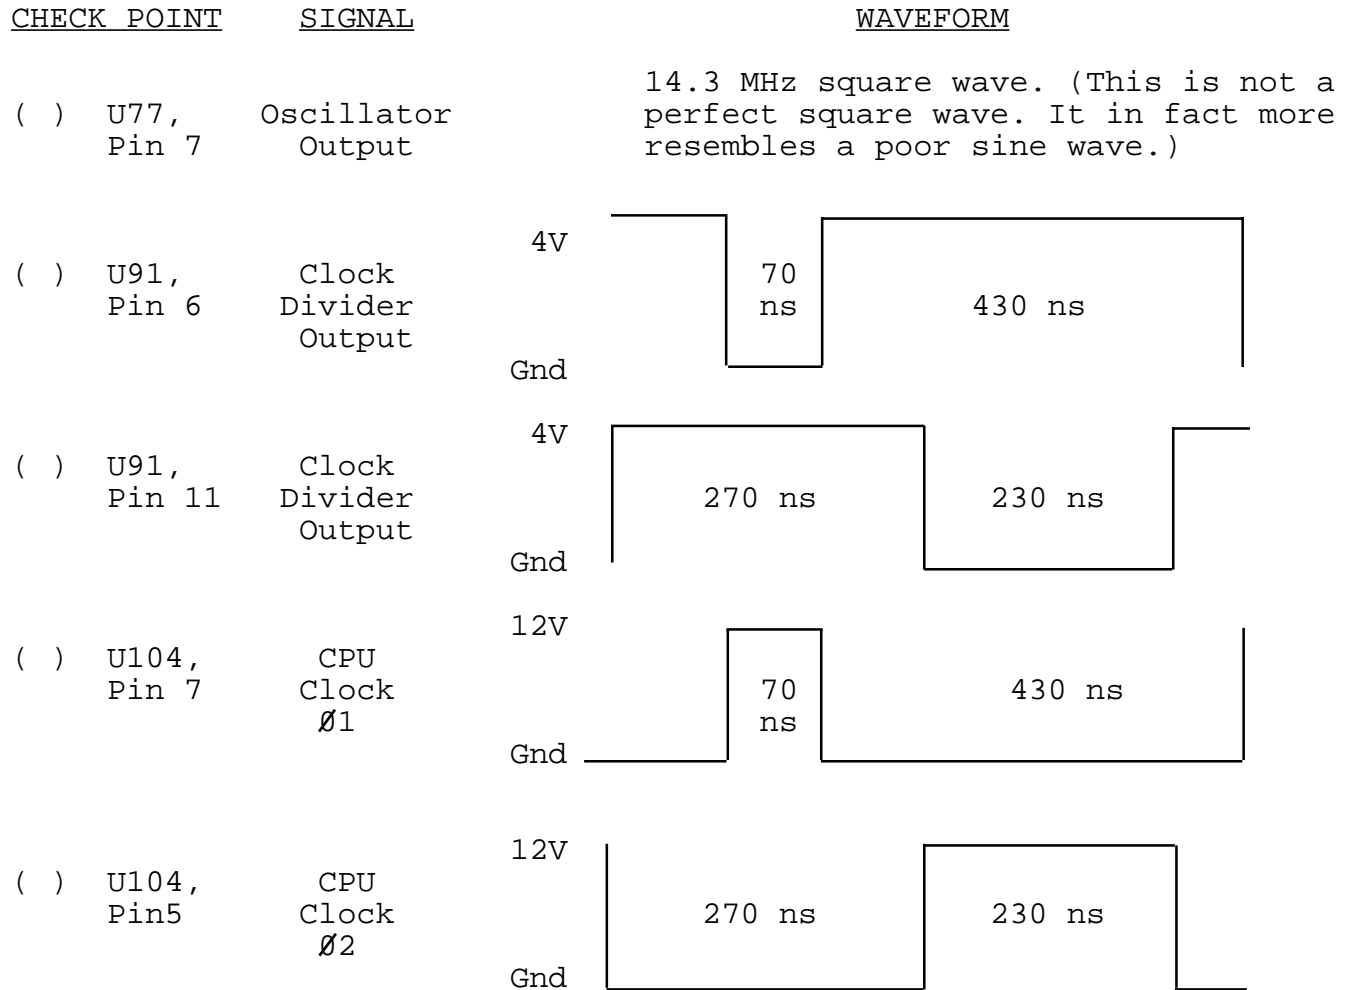 CHECK POINT SIGNAL WAVEFORM
( ) U77, Pin 7
Oscillator Output
14.3 MHz square wave. (This is not a
perfect square wave. It in fact more
resembles a poor sine wave.)
( ) U91,
Pin 6
Clock
Divider
Output
4V
Gnd
70
ns
430 ns
( ) U91,
Pin 11
Clock
Divider
Output
4V
Gnd
270 ns
230 ns
( ) U104,
Pin 7
CPU
Clock
Ø1
12V
Gnd
70
ns
430 ns
( ) U104,
Pin5
CPU
Clock
Ø2
12V
Gnd
270 ns
230 ns